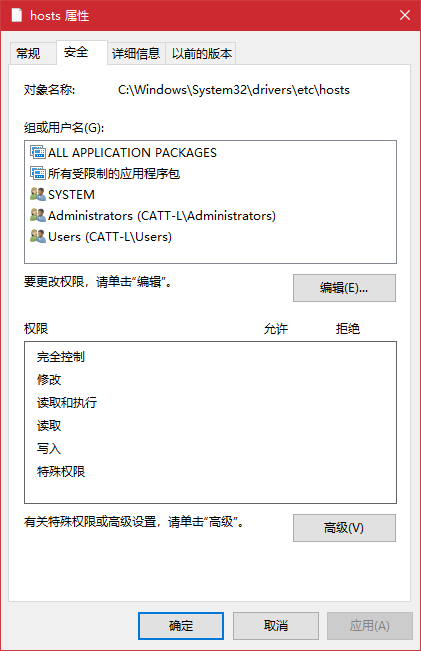 hosts 属性
常规 安全 详细信息 以前的版本
对象名称: C:\Windows\System32\drivers\etc\hosts
组或用户名(G):
ALL APPLICATION PACKAGES
所有受限制的应用程序包
SYSTEM
Administrators (CATT-L\Administrators)
Users (CATT-L\Users)
要更改权限，请单击“编辑”。 编辑(E)...
权限 允许 拒绝
完全控制
修改
读取和执行
读取
写入
特殊权限
有关特殊权限或高级设置，请单击“高级”。 高级(V)
确定 取消 应用(A)